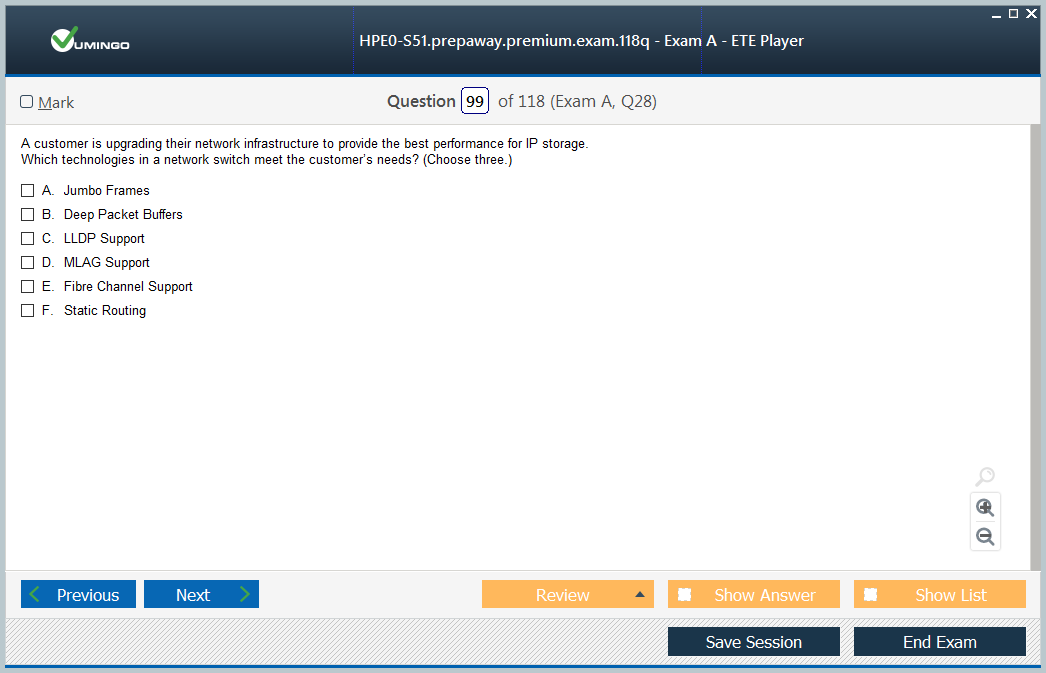 VUMINGO
HPE0-S51.prepaway.premium.exam.118q - Exam A - ETE Player
Mark
Question 99 of 118 (Exam A, Q28)
A customer is upgrading their network infrastructure to provide the best performance for IP storage.
Which technologies in a network switch meet the customer's needs? (Choose three.)
A. Jumbo Frames
B. Deep Packet Buffers
C. LLDP Support
D. MLAG Support
E. Fibre Channel Support
F. Static Routing
Previous Next Review Show Answer Show List
Save Session End Exam